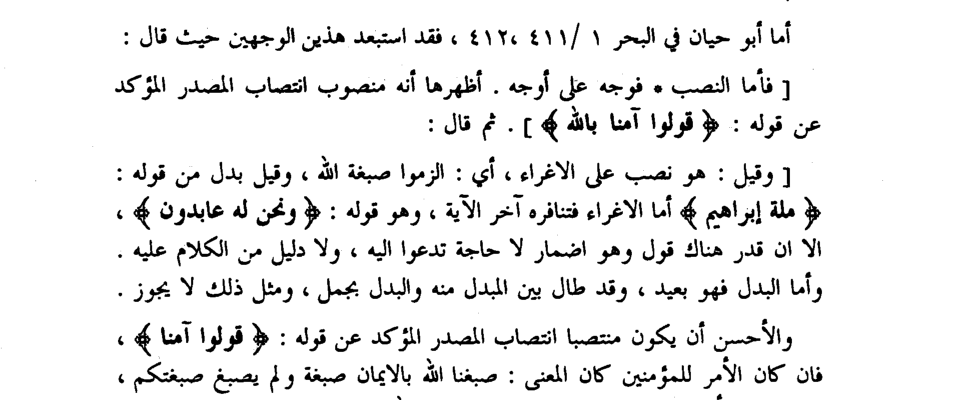 أما أبو حيان في البحر ١ /٤١١ ،٤١٢ ، فقد استبعد هذين الوجهين حيث قال :
[ فأما النصب * فوجه على أوجه . أظهرها أنه منصوب انتصاب المصدر المؤكد
عن قوله : ﴿ قولوا آمنا بالله ﴾ ] . ثم قال :
[ وقيل : هو نصب على الاغراء ، أي : الزموا صبغة الله ، وقيل بدل من قوله :
﴿ ملة إبراهيم ﴾ أما الاغراء فتنافره آخر الآية ، وهو قوله : ﴿ ونحن له عابدون ﴾ ،
الا ان قدر هناك قول وهو اضمار لا حاجة تدعوا اليه ، ولا دليل من الكلام عليه .
وأما البدل فهو بعيد ، وقد طال بين المبدل منه والبدل بجمل ، ومثل ذلك لا يجوز .
والأحسن أن يكون منتصبا انتصاب المصدر المؤكد عن قوله : ﴿ قولوا آمنا ﴾ ،
فان كان الأمر للمؤمنين كان المعنى : صبغنا الله بالايمان صبغة ولم يصبغ صبغتكم ،